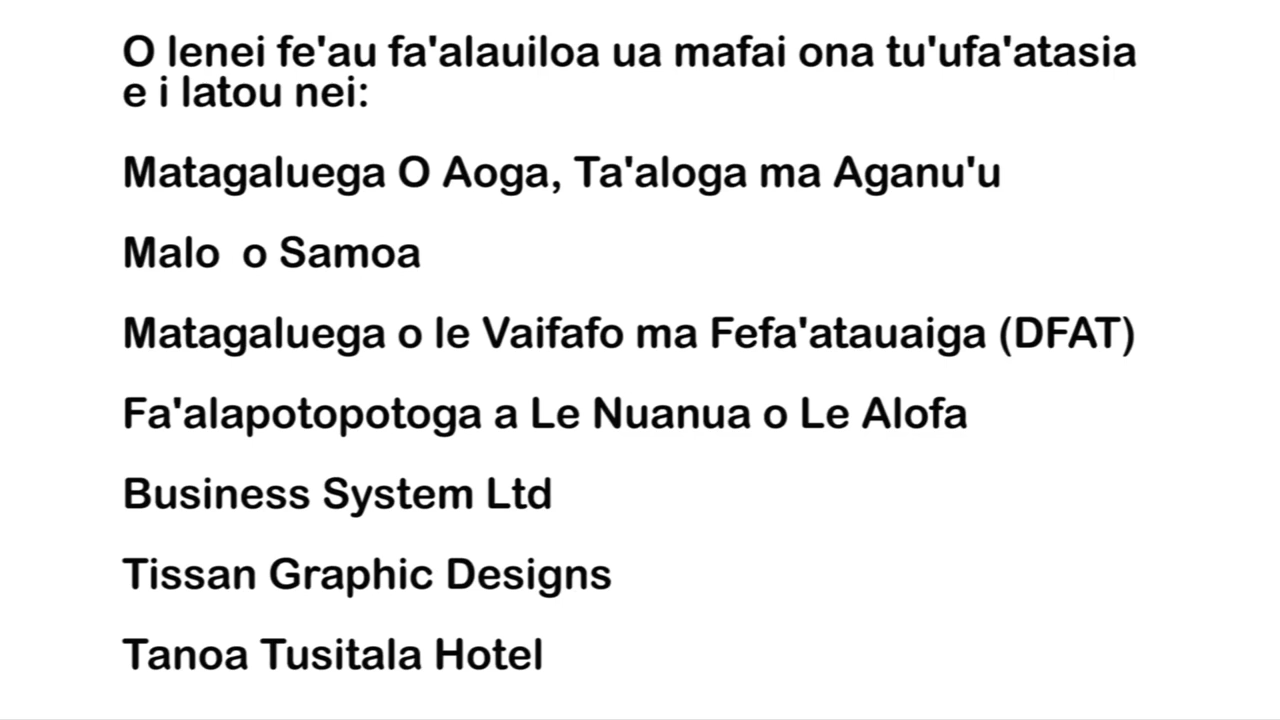 O lenei fe'au fa'alauiloa ua mafai ona tu'ufa'atasia
e i latou nei:
Matagaluega O Aoga, Ta'aloga ma Aganu'u
Malo  o Samoa
Matagaluega o le Vaifafo ma Fefa'atauaiga (DFAT)
Fa'alapotopotoga a Le Nuanua o Le Alofa
Business System Ltd
Tissan Graphic Designs
Tanoa Tusitala Hotel